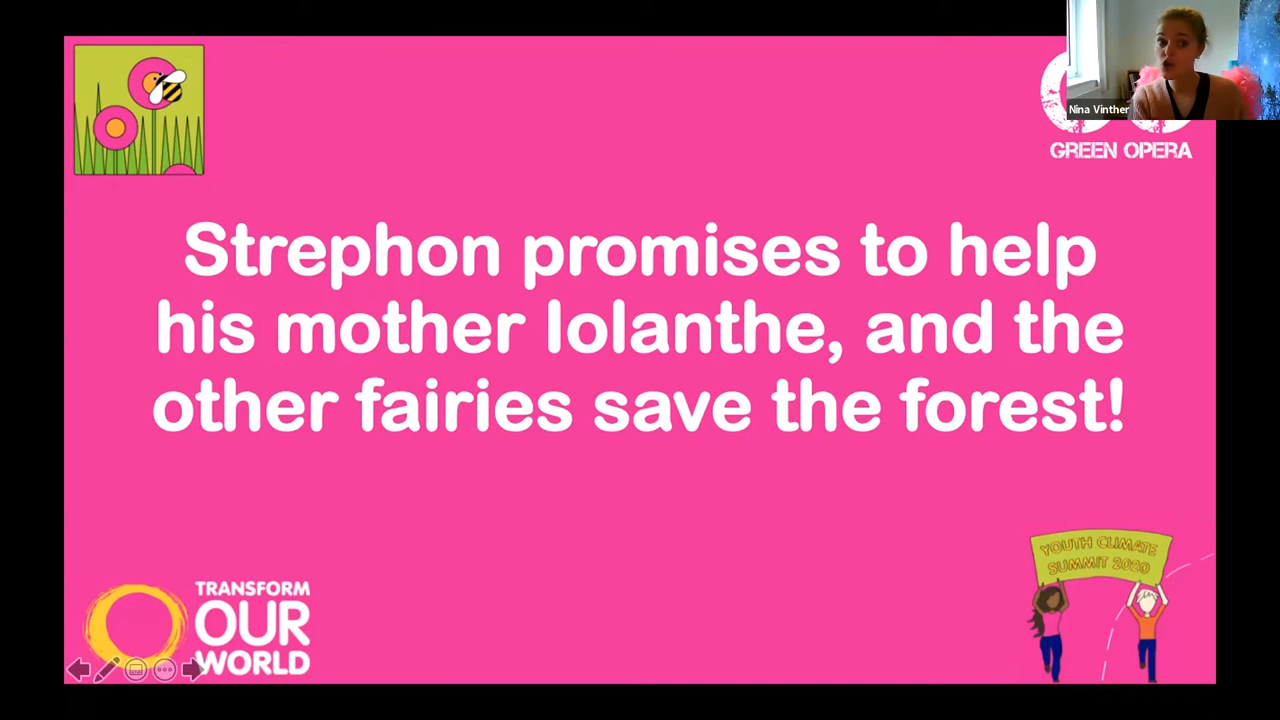 Nina Vinther
GREEN OPERA
Strephon promises to help
his mother Iolanthe, and the
other fairies save the forest!
YOUTH CLIMATE
SUMMIT 2020
TRANSFORM
OUR
WORLD